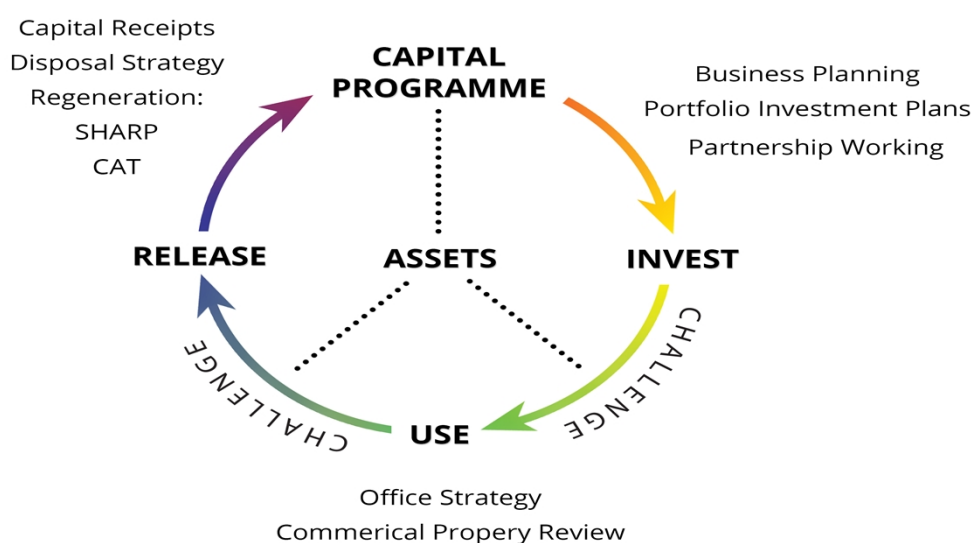 Capital Receipts
Disposal Strategy
Regeneration:
SHARP
CAT
CAPITAL
PROGRAMME
Business Planning
Portfolio Investment Plans
Partnership Working
RELEASE
ASSETS
INVEST
CHALLENGE
CHALLENGE
USE
Office Strategy
Commerical Propery Review